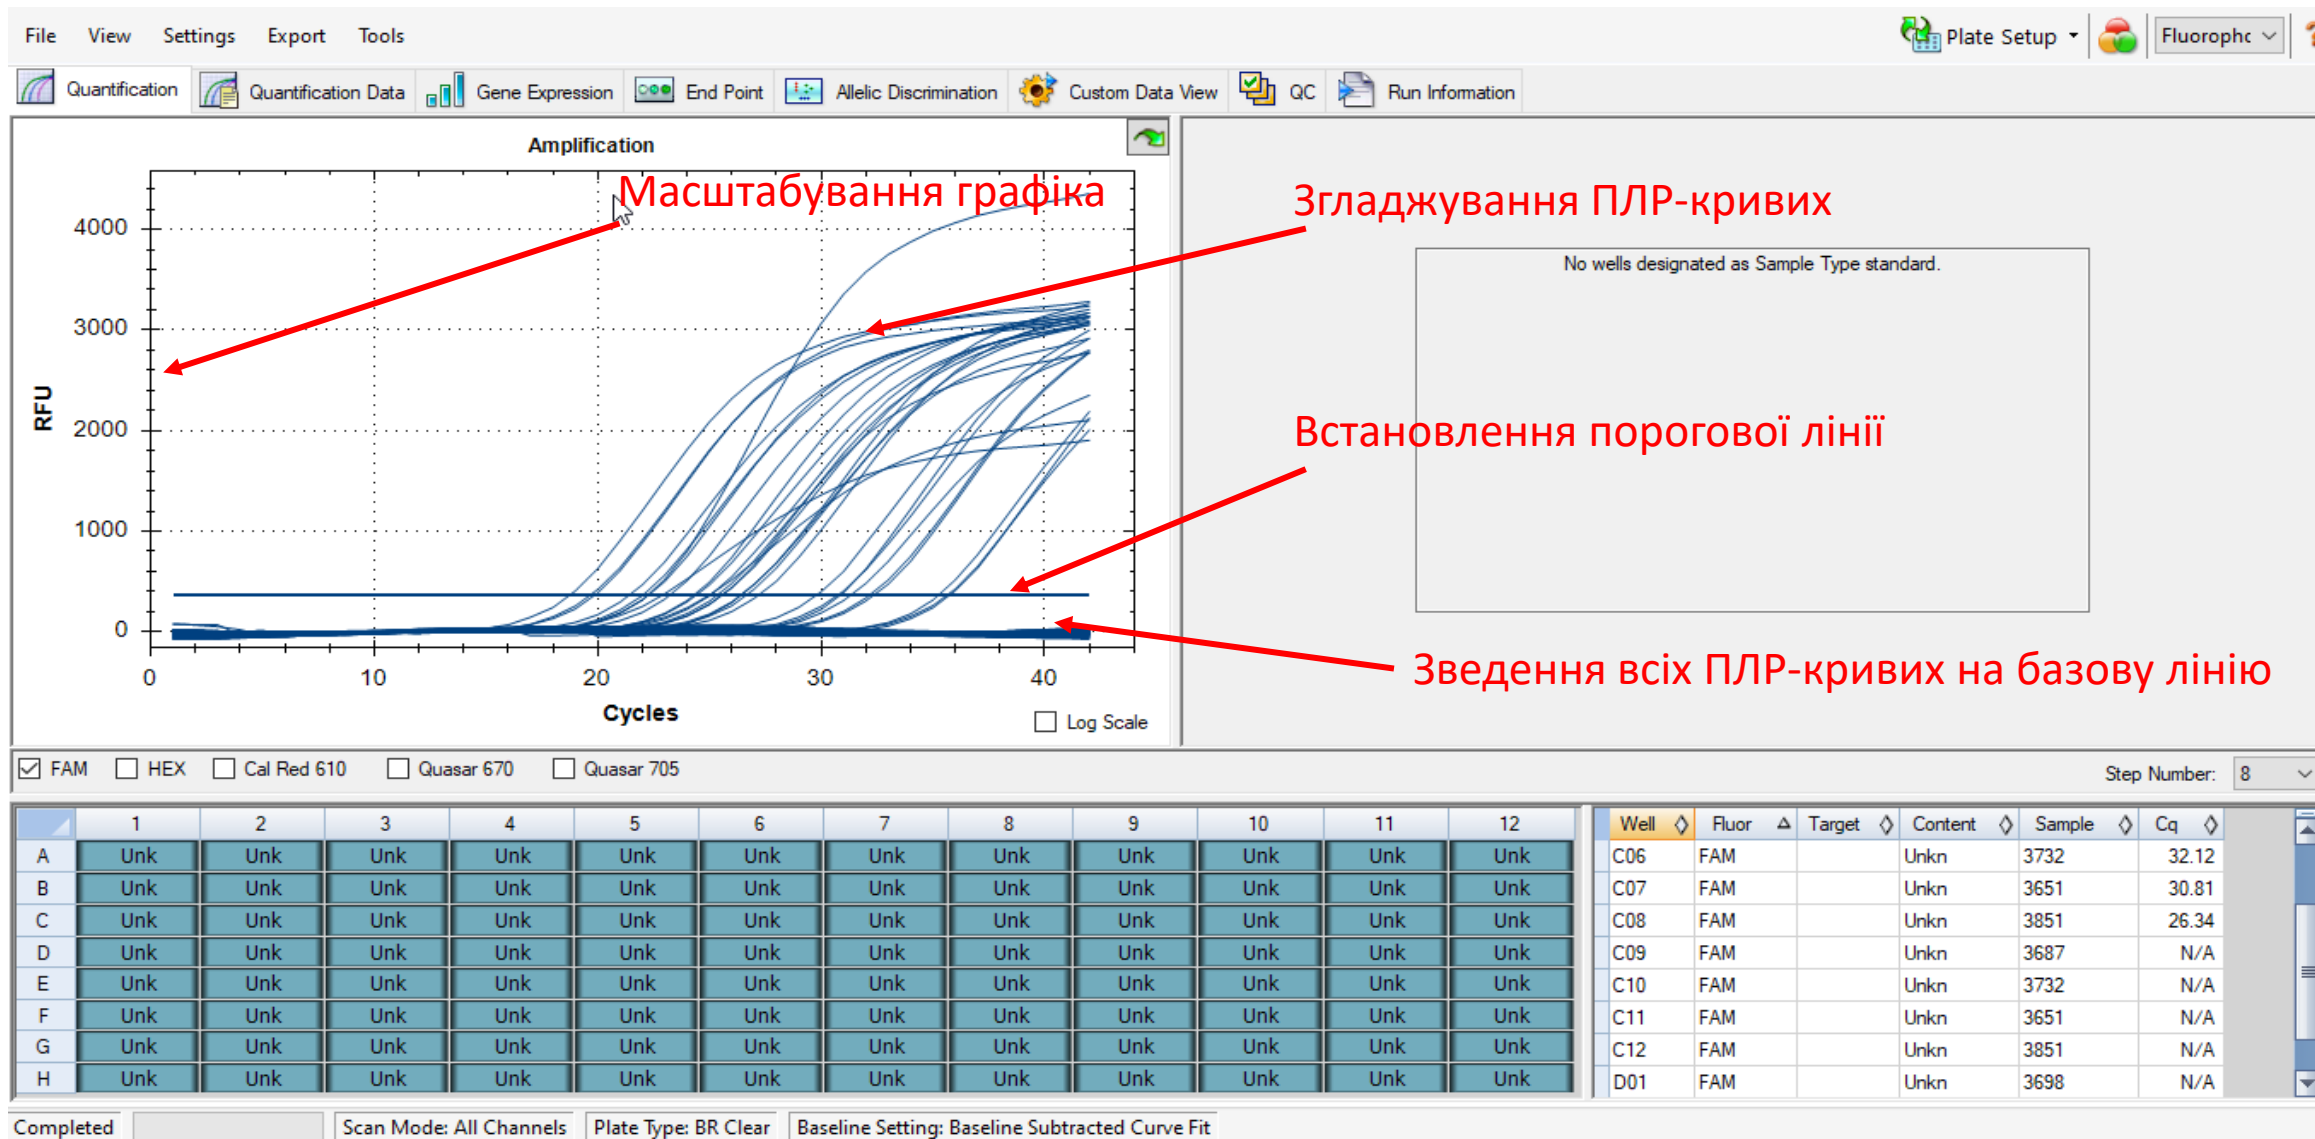 File View Settings Export Tools Plate Setup
Quantification Quantification Data Gene Expression End Point Allelic Discrimination Custom Data View QC Run Information
Amplification
Масштабування графіка
Згладжування ПЛР-кривих
No wells designated as Sample Type standard.
4000
3000
RFU
2000
Встановлення порогової лінії
1000
0
0 10 20 30 40
Зведення всіх ПЛР-кривих на базову лінію
Cycles
Log Scale
FAM HEX Cal Red 610 Quasar 670 Quasar 705 Step Number: 8
1 2 3 4 5 6 7 8 9 10 11 12 Well Fluor Target Content Sample Cq
A Unk Unk Unk Unk Unk Unk Unk Unk Unk Unk Unk Unk C06 FAM Unkn 3732 32.12
B Unk Unk Unk Unk Unk Unk Unk Unk Unk Unk Unk Unk C07 FAM Unkn 3651 30.81
C Unk Unk Unk Unk Unk Unk Unk Unk Unk Unk Unk Unk C08 FAM Unkn 3851 26.34
D Unk Unk Unk Unk Unk Unk Unk Unk Unk Unk Unk Unk C09 FAM Unkn 3687 N/A
E Unk Unk Unk Unk Unk Unk Unk Unk Unk Unk Unk Unk C10 FAM Unkn 3732 N/A
F Unk Unk Unk Unk Unk Unk Unk Unk Unk Unk Unk Unk C11 FAM Unkn 3651 N/A
G Unk Unk Unk Unk Unk Unk Unk Unk Unk Unk Unk Unk C12 FAM Unkn 3851 N/A
H Unk Unk Unk Unk Unk Unk Unk Unk Unk Unk Unk Unk D01 FAM Unkn 3698 N/A
Completed Scan Mode: All Channels Plate Type: BR Clear Baseline Setting: Baseline Subtracted Curve Fit